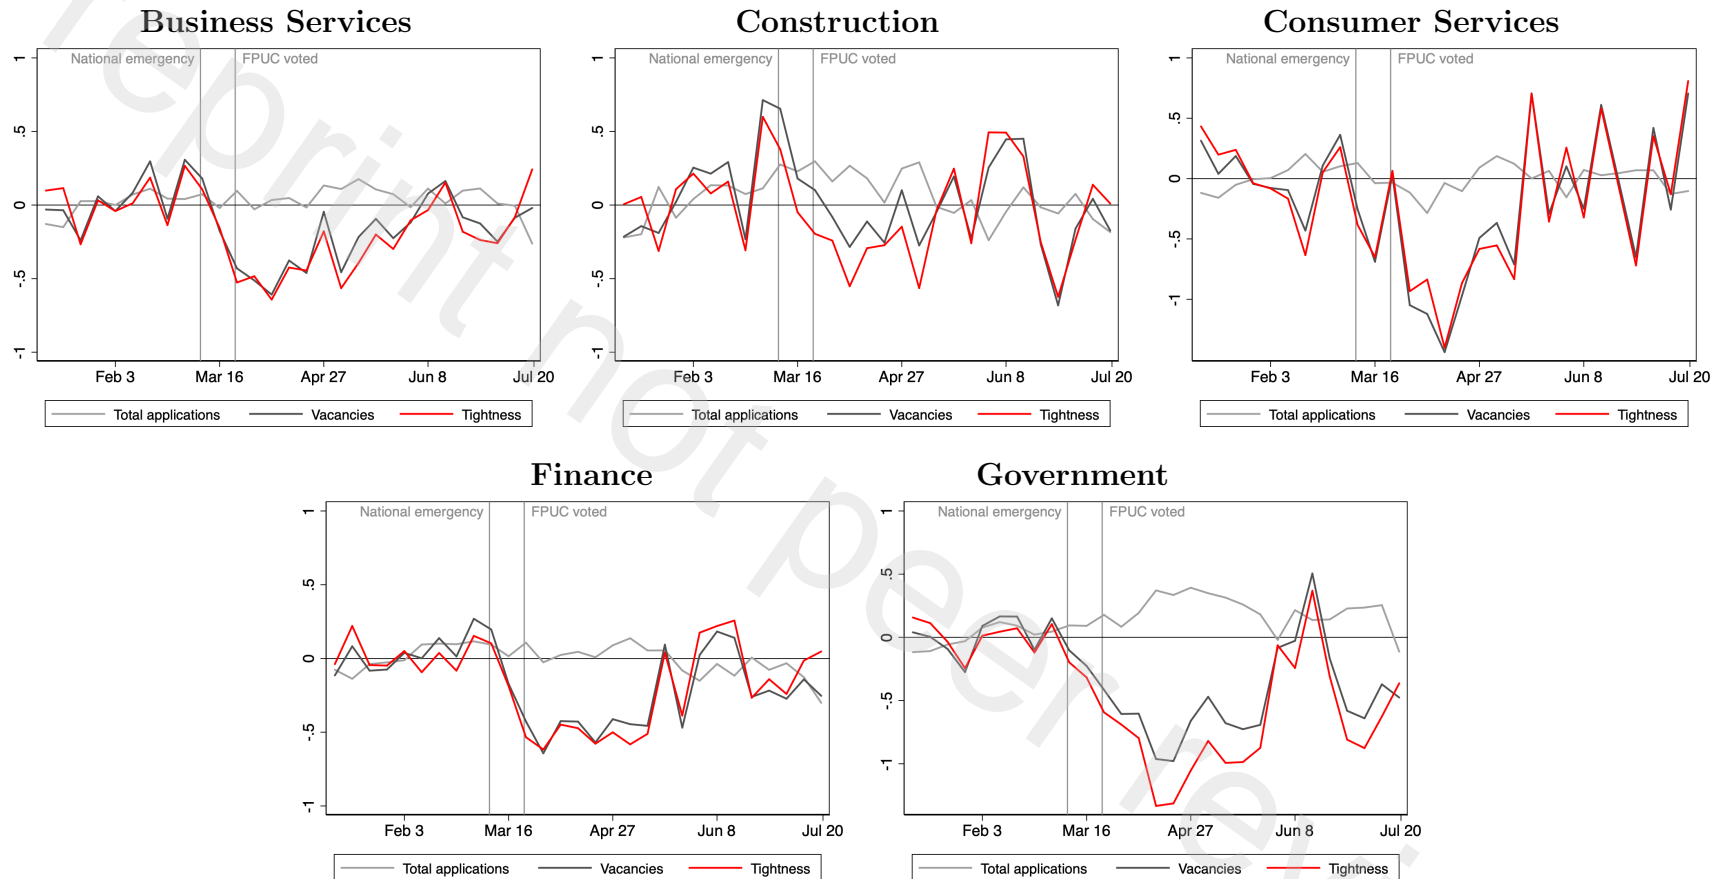 Business Services
National emergency
FPUC voted
1
.5
0
-.5
-1
Feb 3
Mar 16
Apr 27
Jun 8
Jul 20
Total applications
Vacancies
Tightness
Construction
National emergency
FPUC voted
1
.5
0
-.5
-1
Feb 3
Mar 16
Apr 27
Jun 8
Jul 20
Total applications
Vacancies
Tightness
Consumer Services
National emergency
FPUC voted
1
.5
0
-.5
-1
Feb 3
Mar 16
Apr 27
Jun 8
Jul 20
Total applications
Vacancies
Tightness
Finance
National emergency
FPUC voted
1
.5
0
-.5
-1
Feb 3
Mar 16
Apr 27
Jun 8
Jul 20
Total applications
Vacancies
Tightness
Government
National emergency
FPUC voted
1
.5
0
-.5
-1
Feb 3
Mar 16
Apr 27
Jun 8
Jul 20
Total applications
Vacancies
Tightness
reprint not peer revi